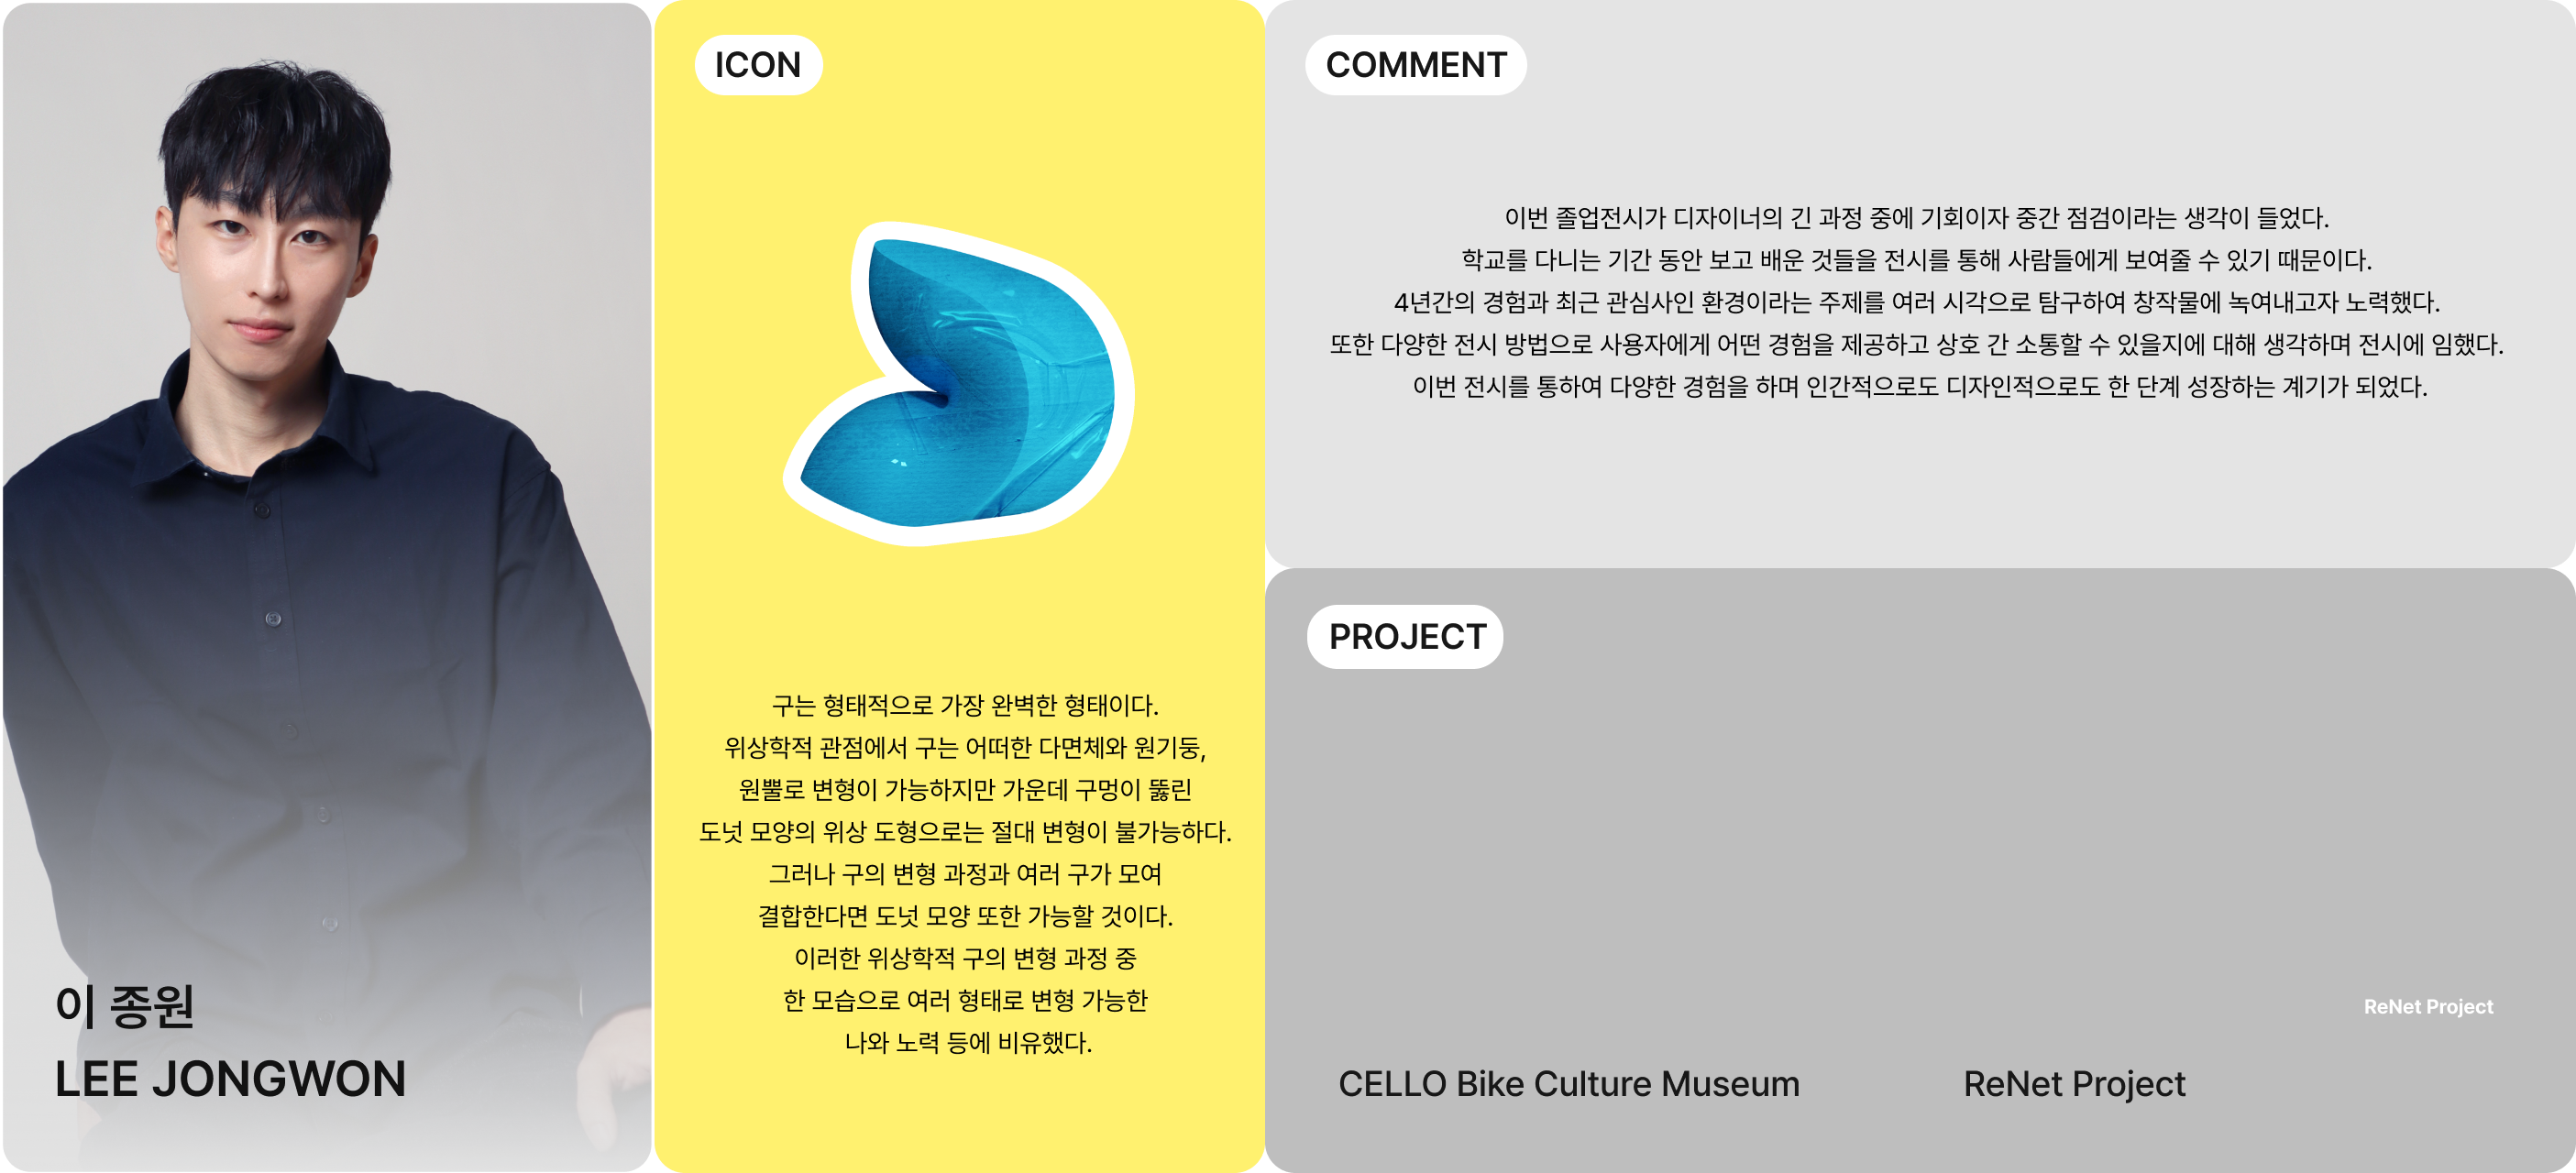 이 종원
LEE JONGWON
ICON
구는 형태적으로 가장 완벽한 형태이다.
위상학적 관점에서 구는 어떠한 다면체와 원기둥,
원뿔로 변형이 가능하지만 가운데 구멍이 뚫린
도넛 모양의 위상 도형으로는 절대 변형이 불가능하다.
그러나 구의 변형 과정과 여러 구가 모여
결합한다면 도넛 모양 또한 가능할 것이다.
이러한 위상학적 구의 변형 과정 중
한 모습으로 여러 형태로 변형 가능한
나와 노력 등에 비유했다.
COMMENT
이번 졸업전시가 디자이너의 긴 과정 중에 기회이자 중간 점검이라는 생각이 들었다.
학교를 다니는 기간 동안 보고 배운 것들을 전시를 통해 사람들에게 보여줄 수 있기 때문이다.
4년간의 경험과 최근 관심사인 환경이라는 주제를 여러 시각으로 탐구하여 창작물에 녹여내고자 노력했다.
또한 다양한 전시 방법으로 사용자에게 어떤 경험을 제공하고 상호 간 소통할 수 있을지에 대해 생각하며 전시에 임했다.
이번 전시를 통하여 다양한 경험을 하며 인간적으로도 디자인적으로도 한 단계 성장하는 계기가 되었다.
PROJECT
ReNet Project
CELLO Bike Culture Museum
ReNet Project